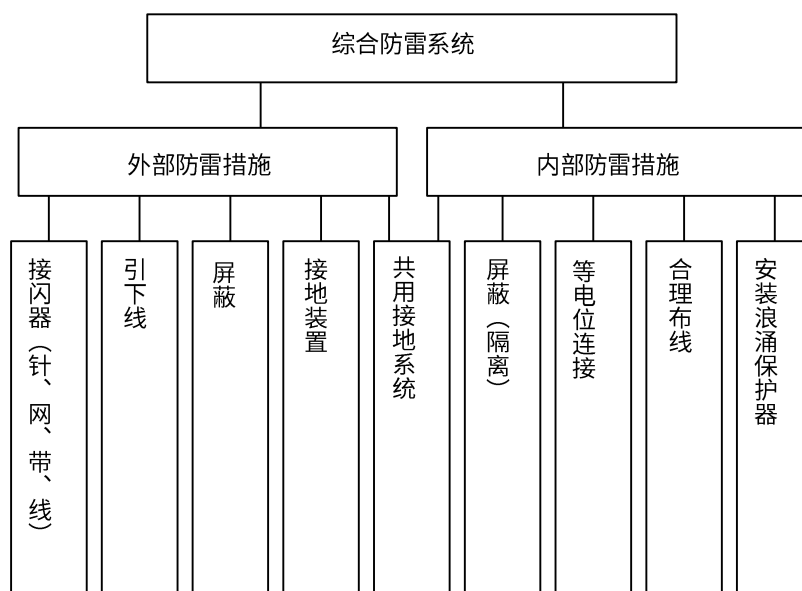 综合防雷系统
外部防雷措施
内部防雷措施
接闪器（针、网、带、线）
引下线
屏蔽
接地装置
共用接地系统
屏蔽（隔离）
等电位连接
合理布线
安装浪涌保护器